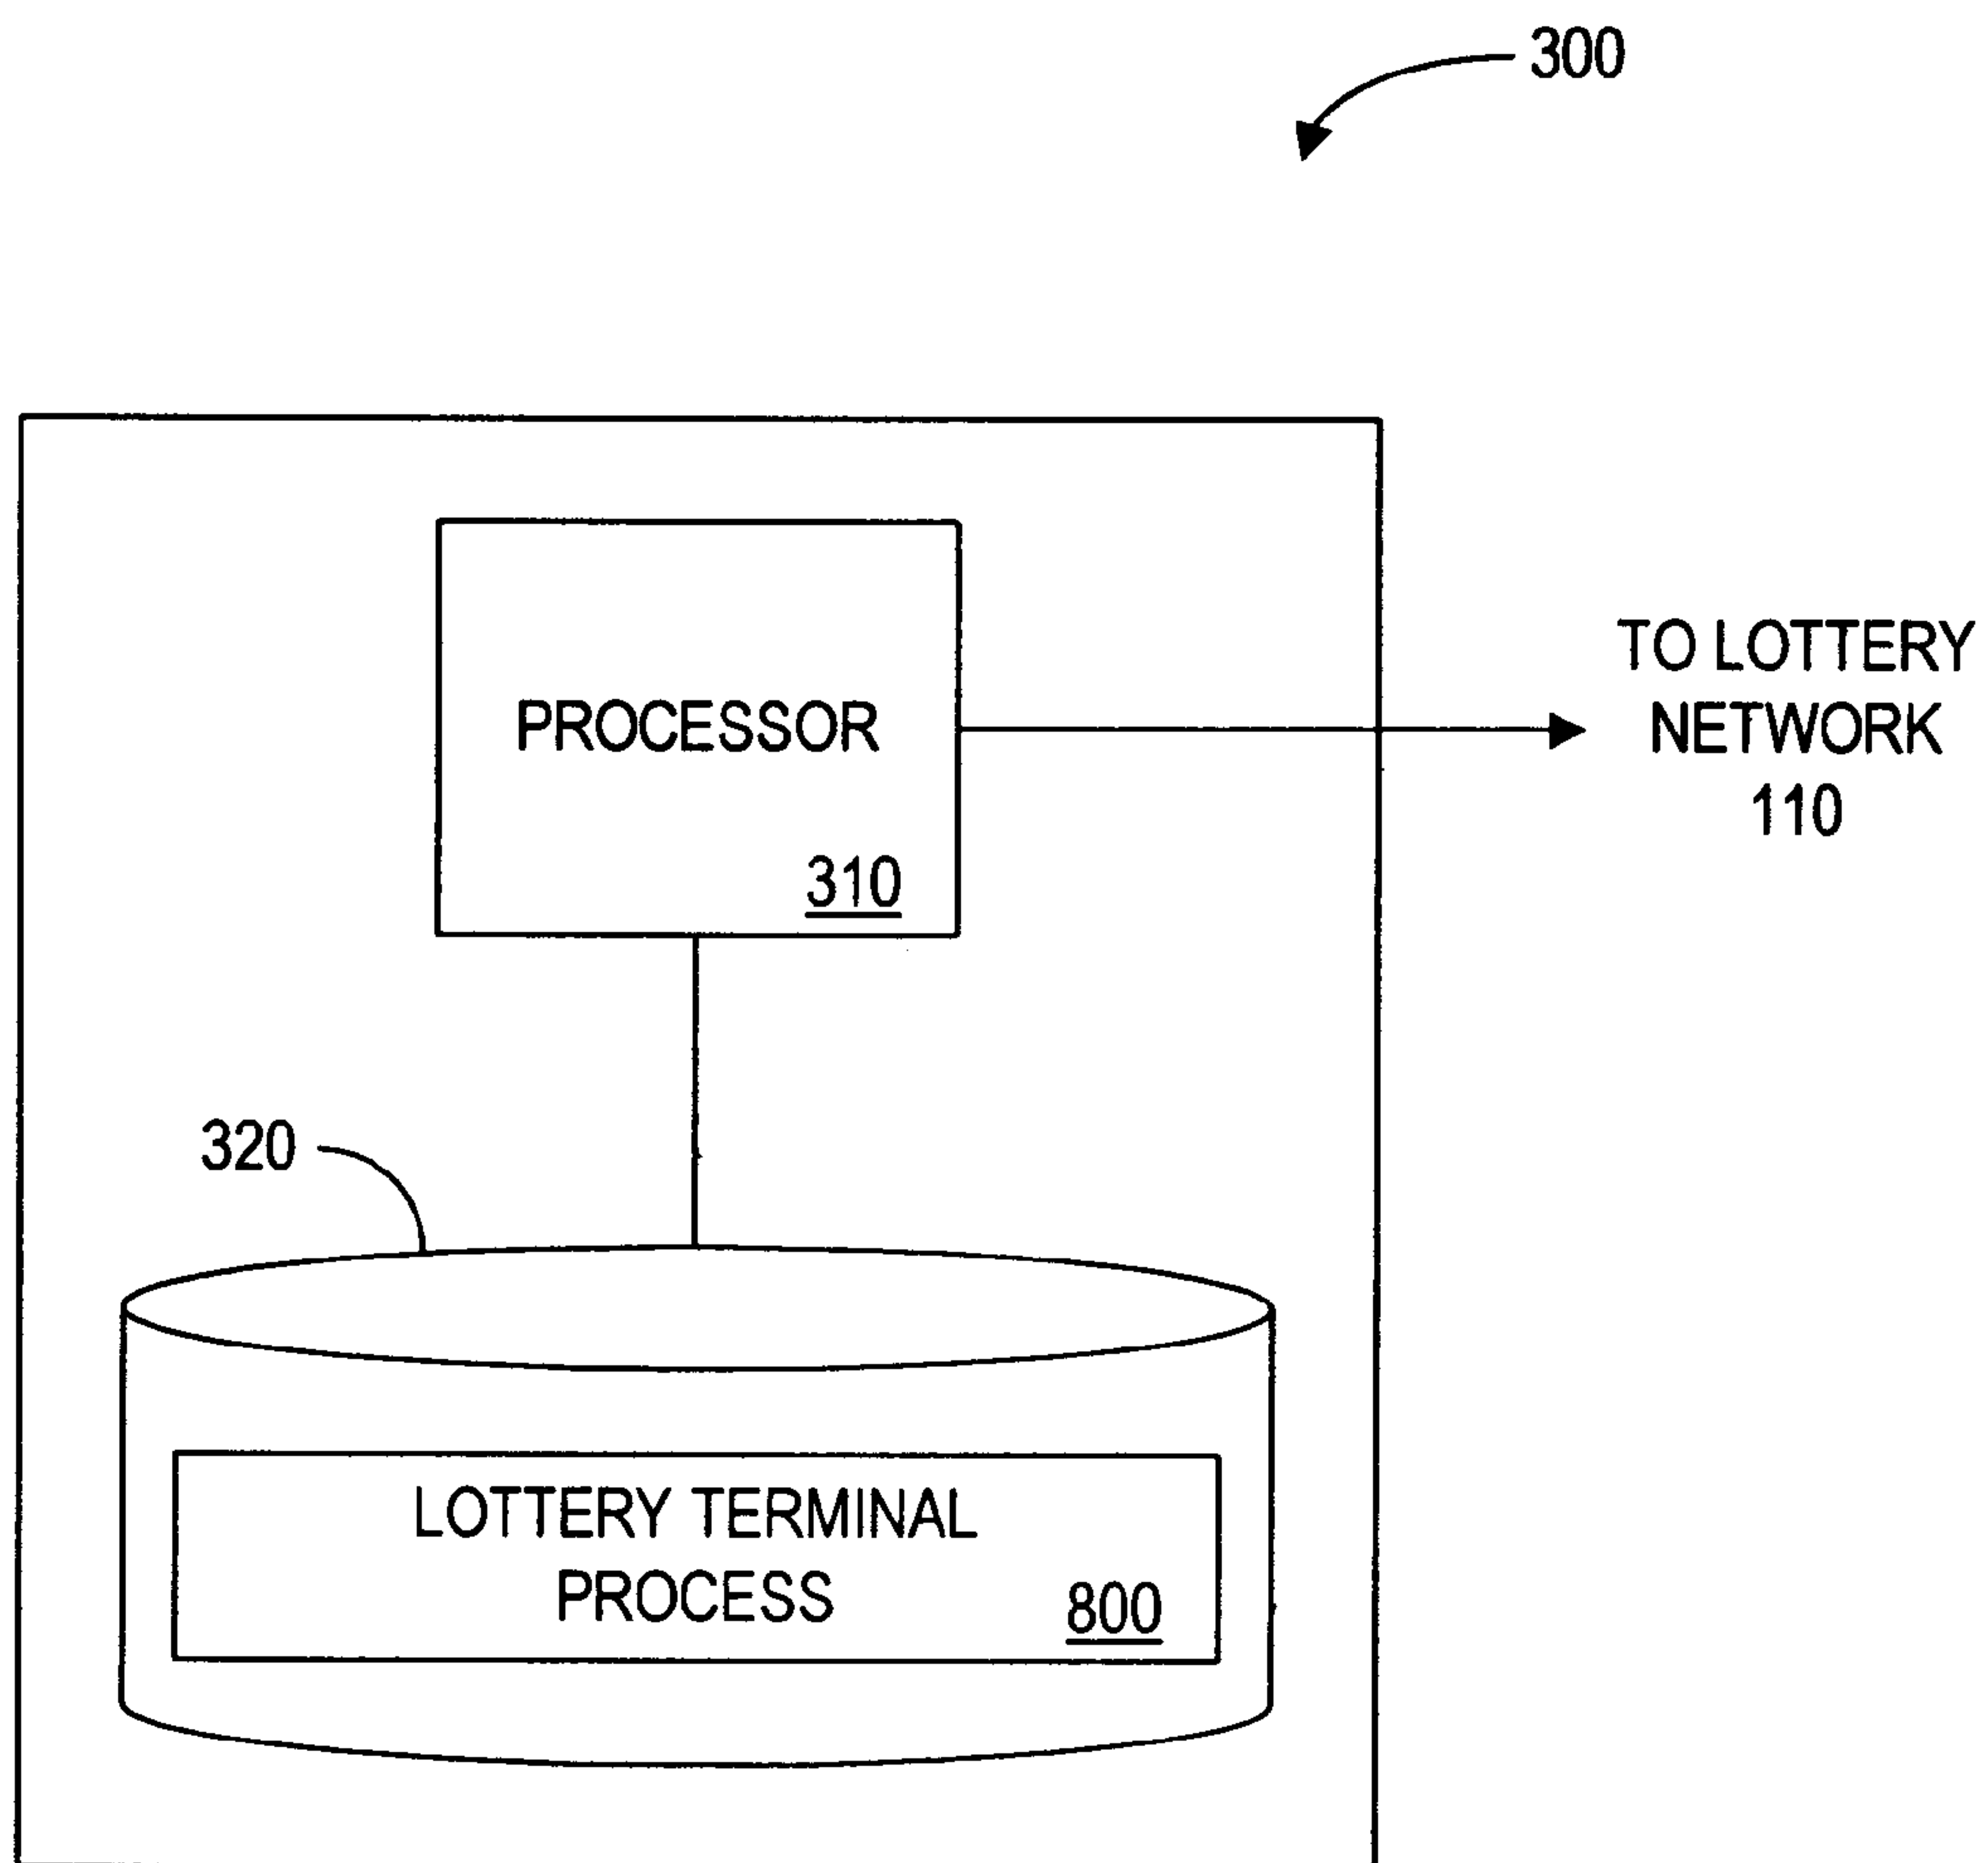 300
PROCESSOR
310
TO LOTTERY
NETWORK
110
320
LOTTERY TERMINAL
PROCESS
800